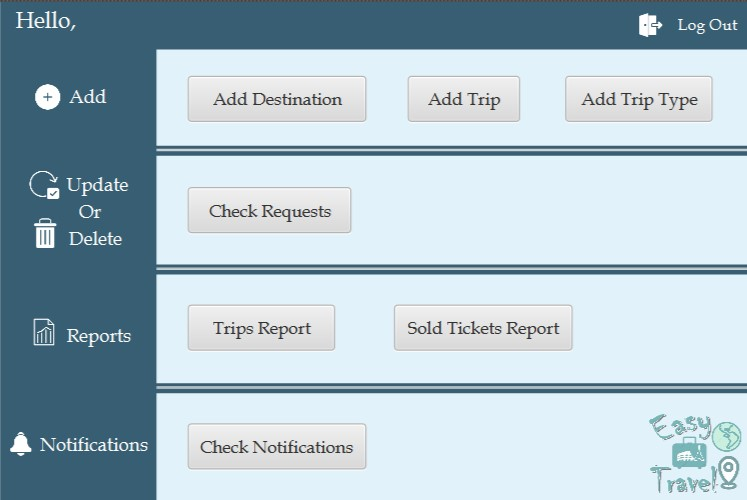 Hello,
Log Out
Add
Add Destination
Add Trip
Add Trip Type
Update
Or
Delete
Check Requests
Reports
Trips Report
Sold Tickets Report
Notifications
Check Notifications
Easy
Travel